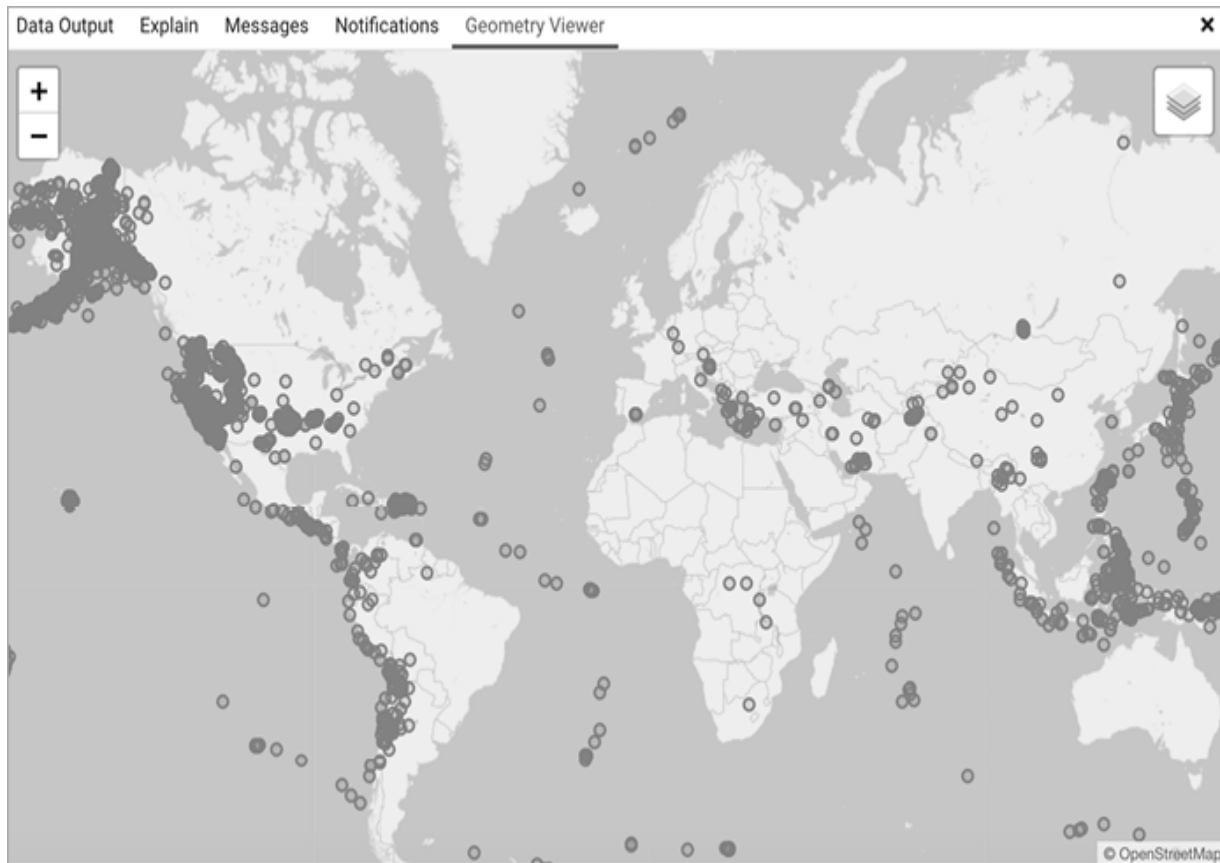 Data Output Explain Messages Notifications Geometry Viewer ×
+
−
© OpenStreetMap